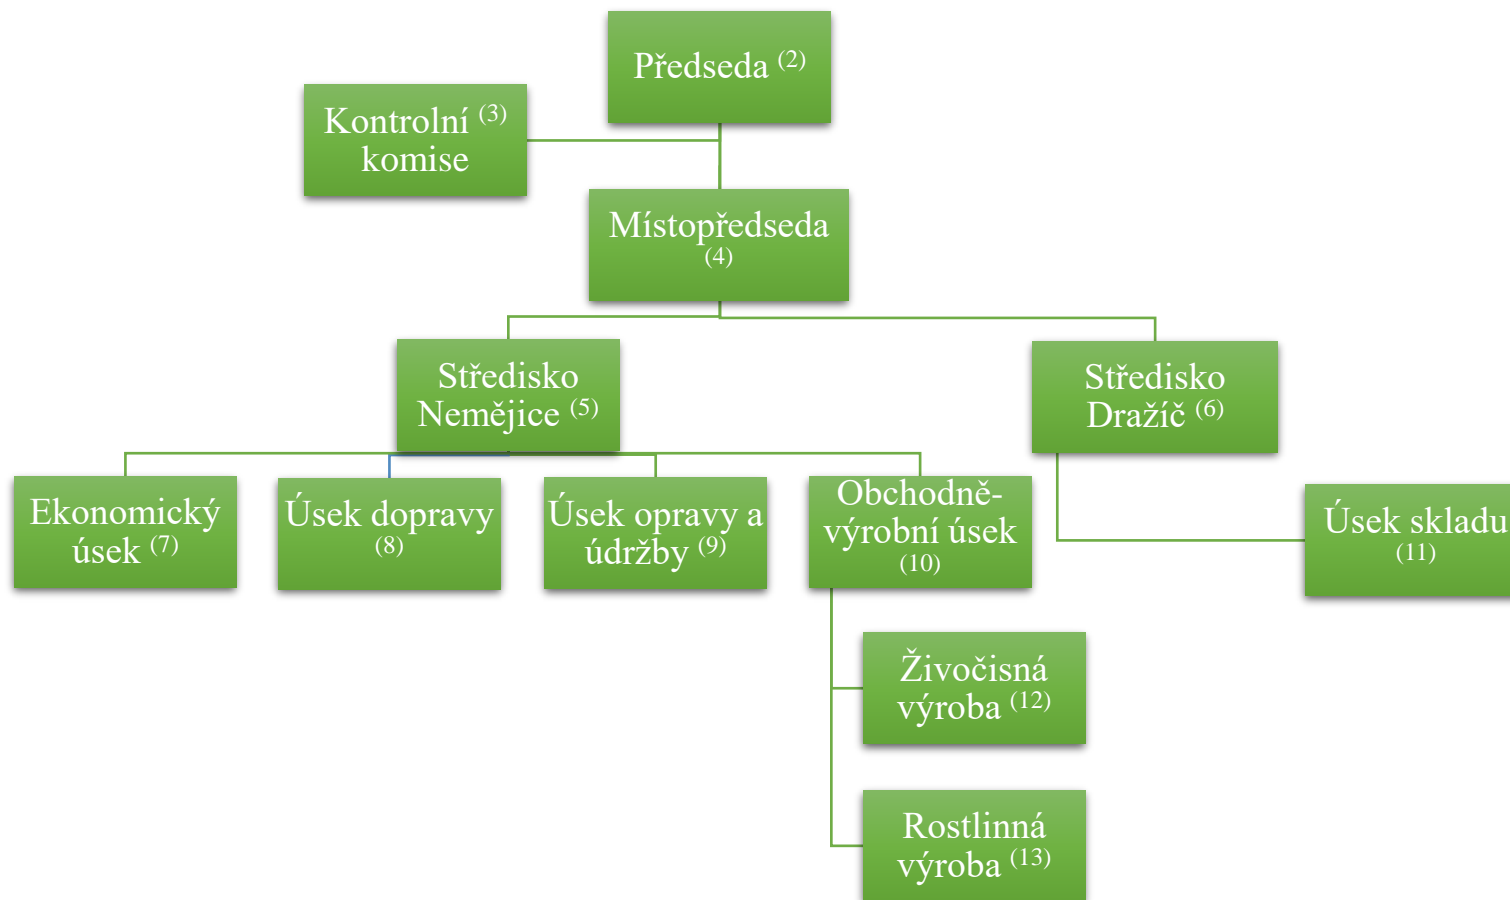 Předseda (2)
Kontrolní (3)
komise
Místopředseda
(4)
Středisko
Nemějice (5)
Středisko
Dražíč (6)
Ekonomický
úsek (7)
Úsek dopravy
(8)
Úsek opravy a
údržby (9)
Obchodně-
výrobní úsek
(10)
Úsek skladu
(11)
Živočisná
výroba (12)
Rostlinná
výroba (13)